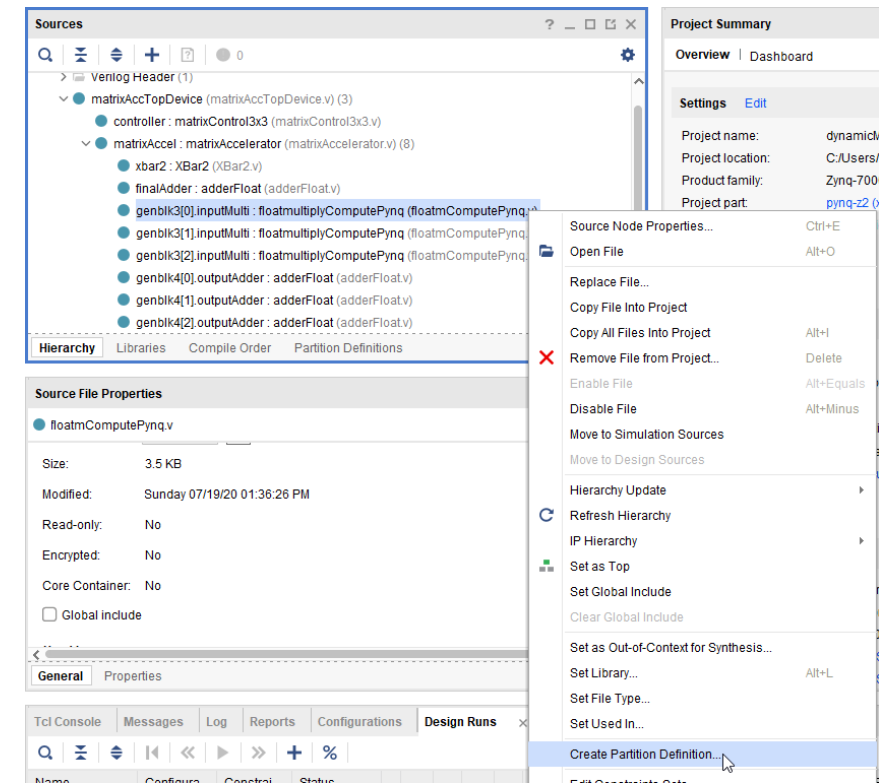 Sources
? _ □ X
0
Verilog Header (1)
matrixAccTopDevice (matrixAccTopDevice.v) (3)
controller : matrixControl3x3 (matrixControl3x3.v)
matrixAccel : matrixAccelerator (matrixAccelerator.v) (8)
xbar2 : XBar2 (XBar2.v)
finalAdder : adderFloat (adderFloat.v)
genblk3[0].inputMulti : floatmultiplyComputePynq (floatmComputePynq.v)
genblk3[1].inputMulti : floatmultiplyComputePynq (floatmComputePynq.
genblk3[2].inputMulti : floatmultiplyComputePynq (floatmComputePynq.
genblk4[0].outputAdder : adderFloat (adderFloat.v)
genblk4[1].outputAdder : adderFloat (adderFloat.v)
genblk4[2].outputAdder : adderFloat (adderFloat.v)
Hierarchy Libraries Compile Order Partition Definitions
Project Summary
Overview | Dashboard
Settings Edit
Project name: dynamicM
Project location: C:/Users/
Product family: Zynq-700
Project part: pynq-z2 (x
Source Node Properties... Ctrl+E
Open File Alt+O
Replace File...
Copy File Into Project
Copy All Files Into Project Alt+I
Remove File from Project... Delete
Enable File Alt+Equals
Disable File Alt+Minus
Move to Simulation Sources
Move to Design Sources
Hierarchy Update
Refresh Hierarchy
IP Hierarchy
Set as Top
Set Global Include
Clear Global Include
Set as Out-of-Context for Synthesis...
Set Library... Alt+L
Set File Type...
Set Used In...
Create Partition Definition...
Edit Constraints Sets
Source File Properties
floatmComputePynq.v
Size: 3.5 KB
Modified: Sunday 07/19/20 01:36:26 PM
Read-only: No
Encrypted: No
Core Container: No
Global include
General Properties
Tcl Console Messages Log Reports Configurations Design Runs ×
Name Configura Constrai Status